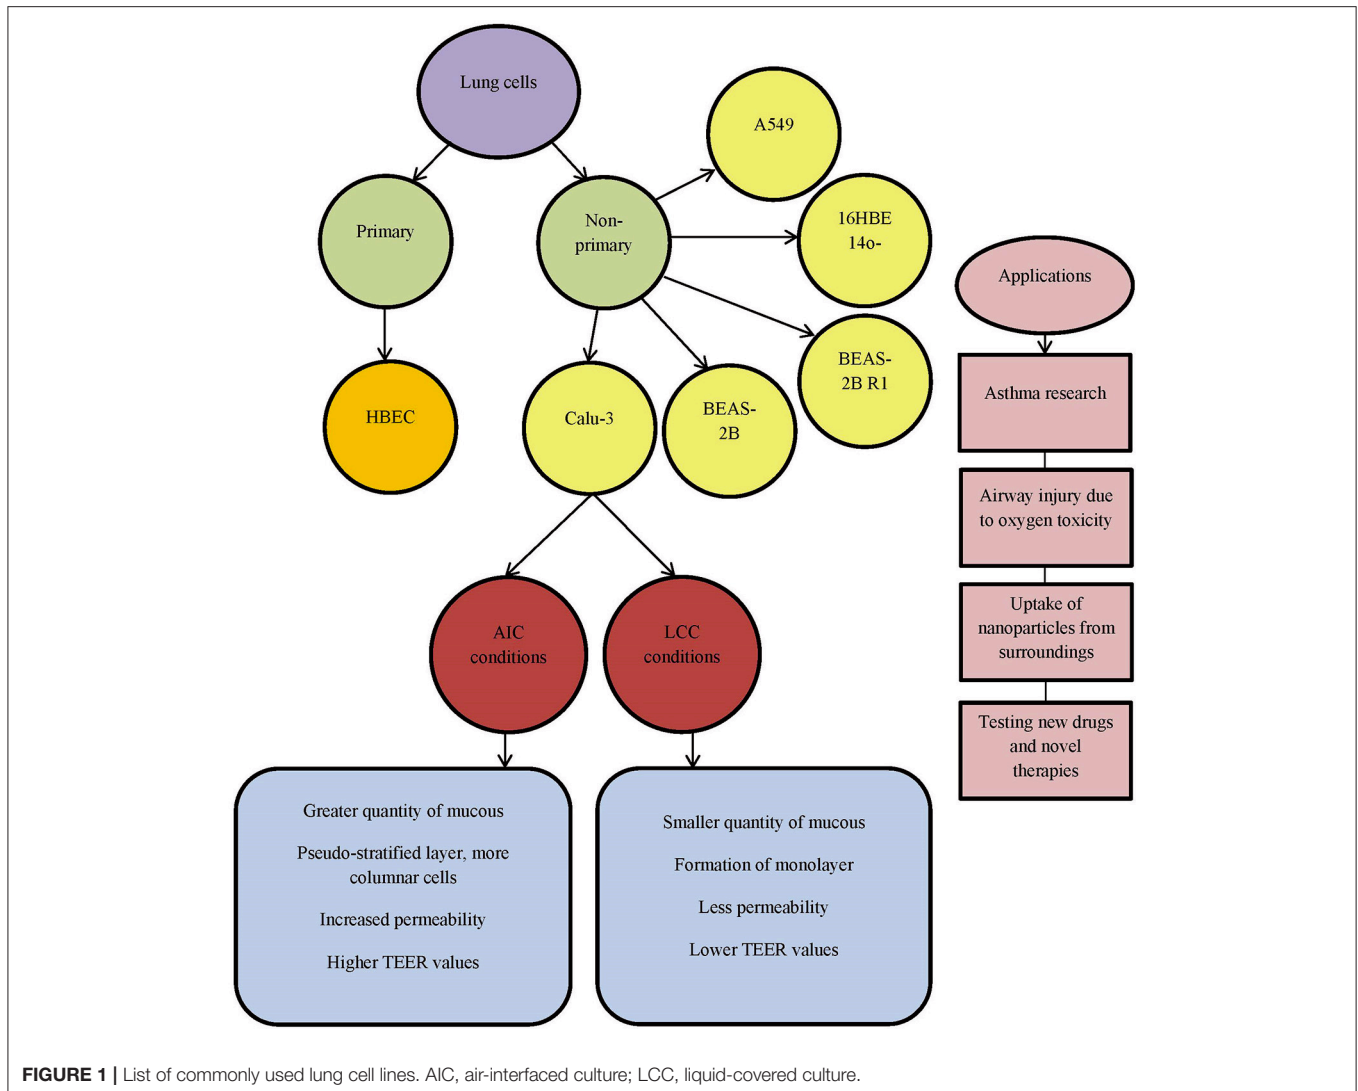 Lung cells
A549
Primary
Non-
primary
16HBE
14o-
Applications
HBEC
Calu-3
BEAS-
2B
BEAS-
2B R1
Asthma research
Airway injury due
to oxygen toxicity
Uptake of
nanoparticles from
surroundings
Testing new drugs
and novel
therapies
AIC
conditions
LCC
conditions
Greater quantity of mucous
Pseudo-stratified layer, more
columnar cells
Increased permeability
Higher TEER values
Smaller quantity of mucous
Formation of monolayer
Less permeability
Lower TEER values
FIGURE 1 | List of commonly used lung cell lines. AIC, air-interfaced culture; LCC, liquid-covered culture.